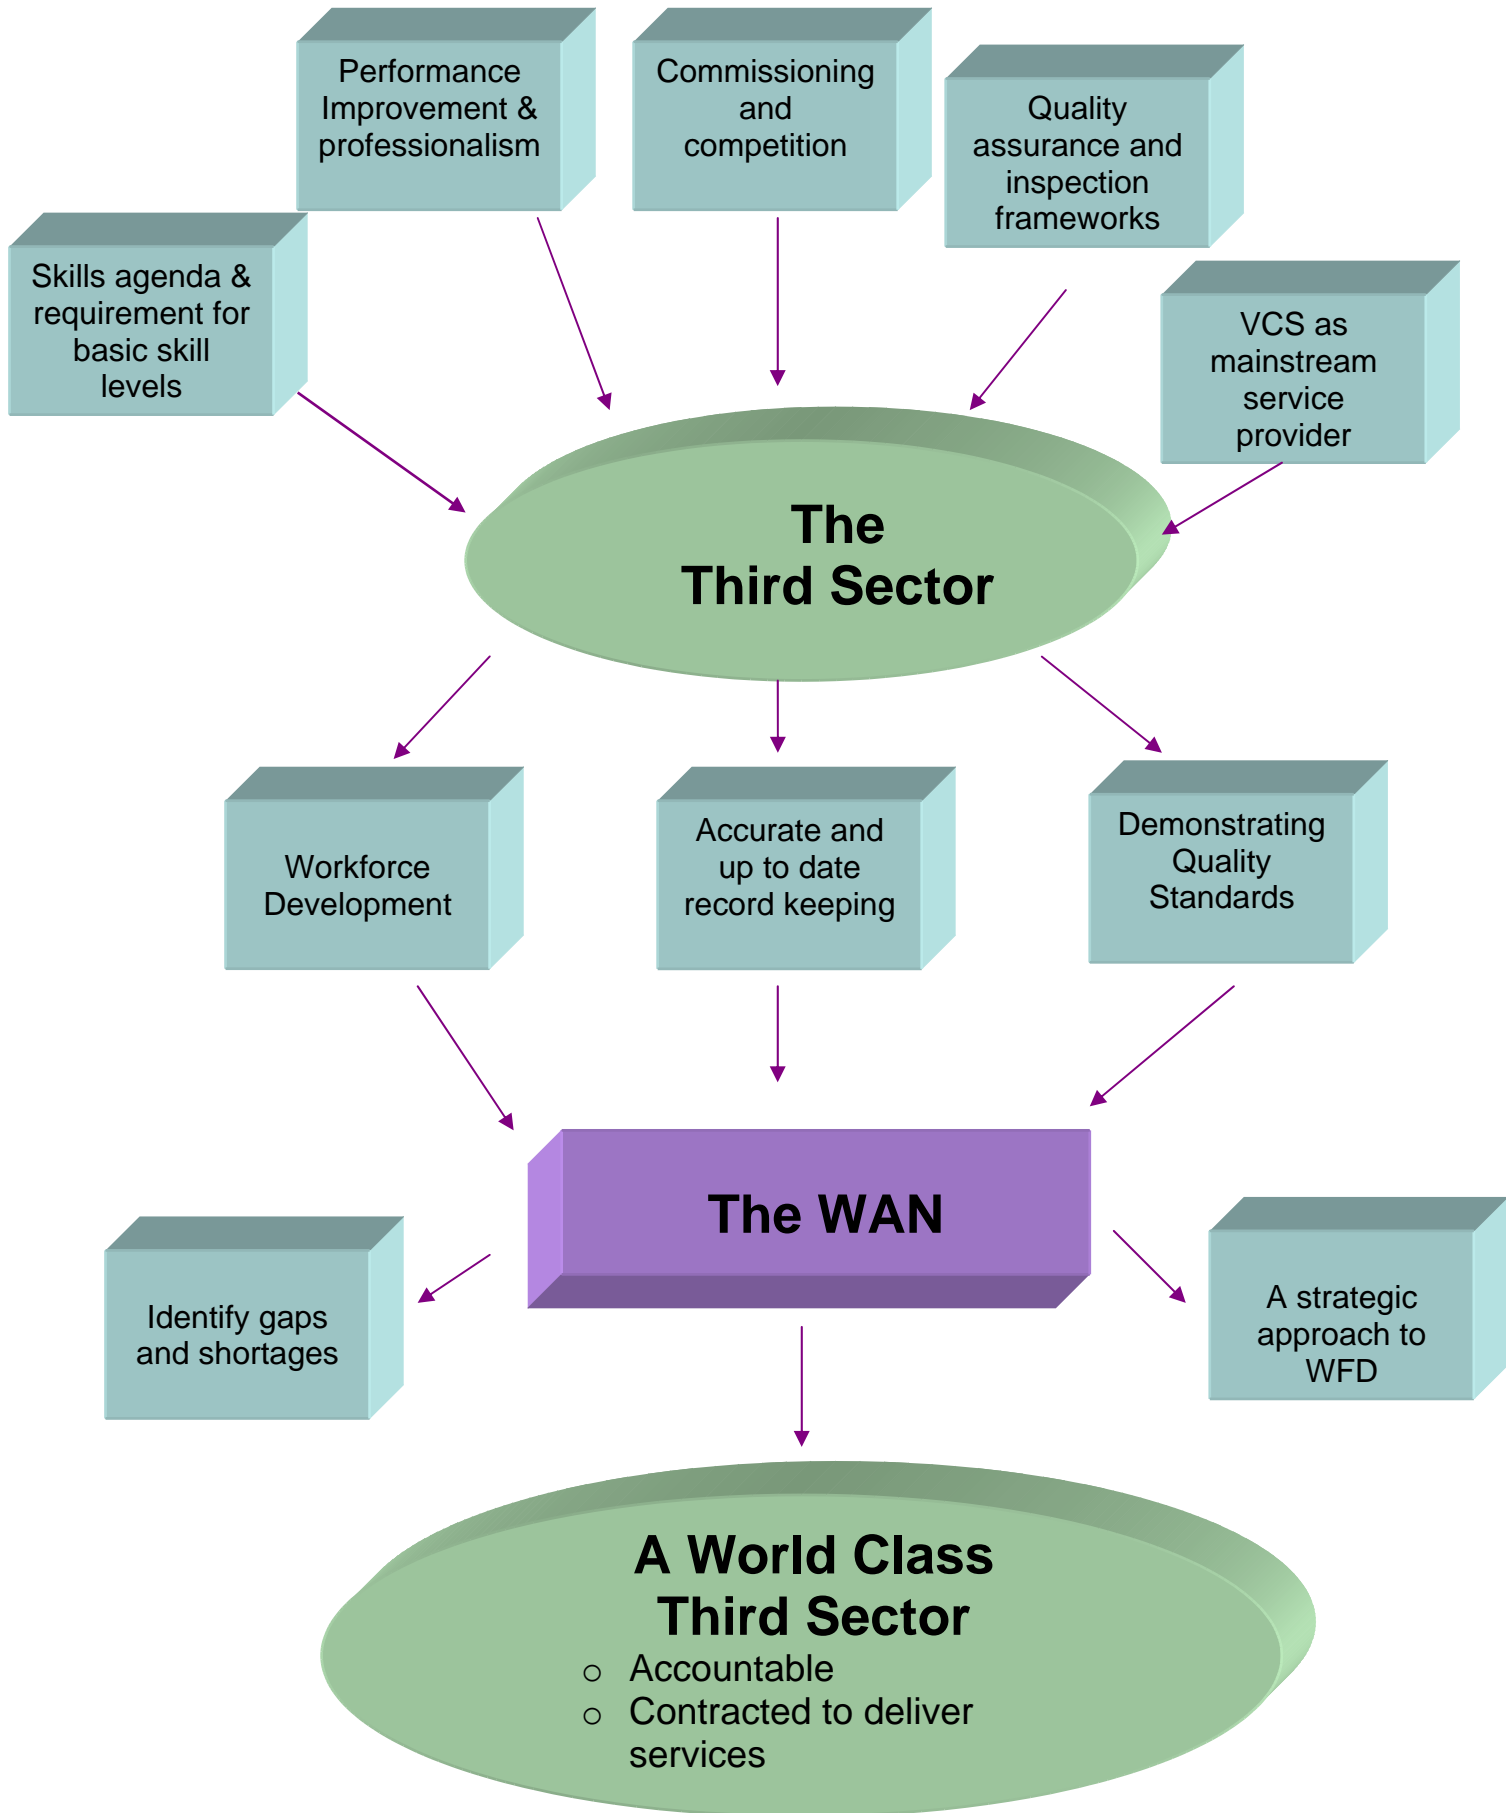 Performance
Improvement &
professionalism
Commissioning
and
competition
Quality
assurance and
inspection
frameworks
Skills agenda &
requirement for
basic skill
levels
VCS as
mainstream
service
provider
The
Third Sector
Workforce
Development
Accurate and
up to date
record keeping
Demonstrating
Quality
Standards
The WAN
Identify gaps
and shortages
A strategic
approach to
WFD
A World Class
Third Sector
o Accountable
o Contracted to deliver
services